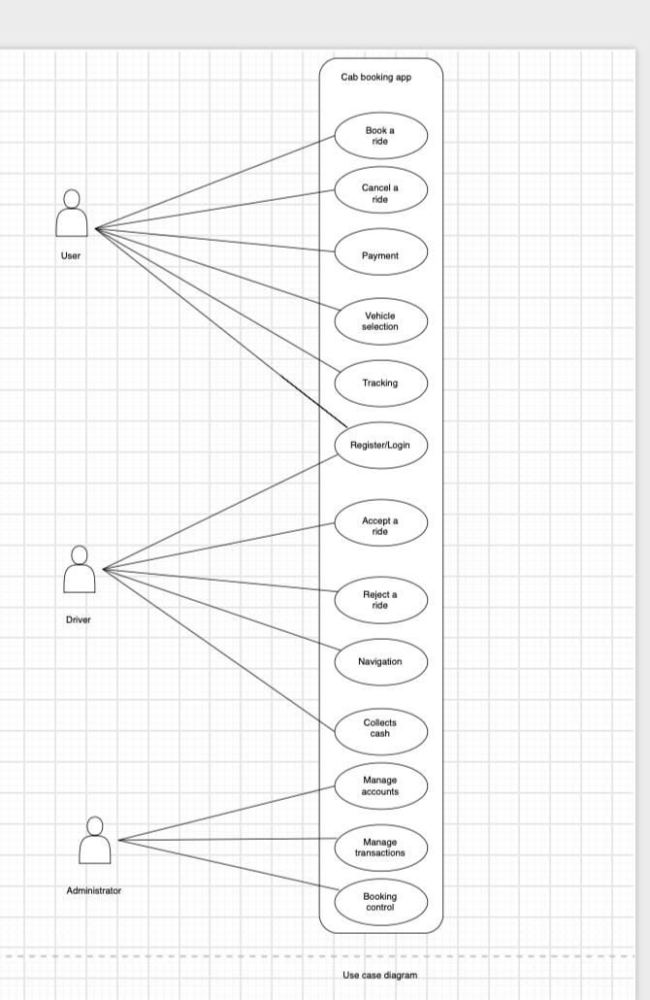 Cab booking app
Book a
ride
Cancel a
ride
Payment
User
Vehicle
selection
Tracking
Register/Login
Accept a
ride
Reject a
ride
Driver
Navigation
Collects
cash
Manage
accounts
Manage
transactions
Administrator
Booking
control
Use case diagram